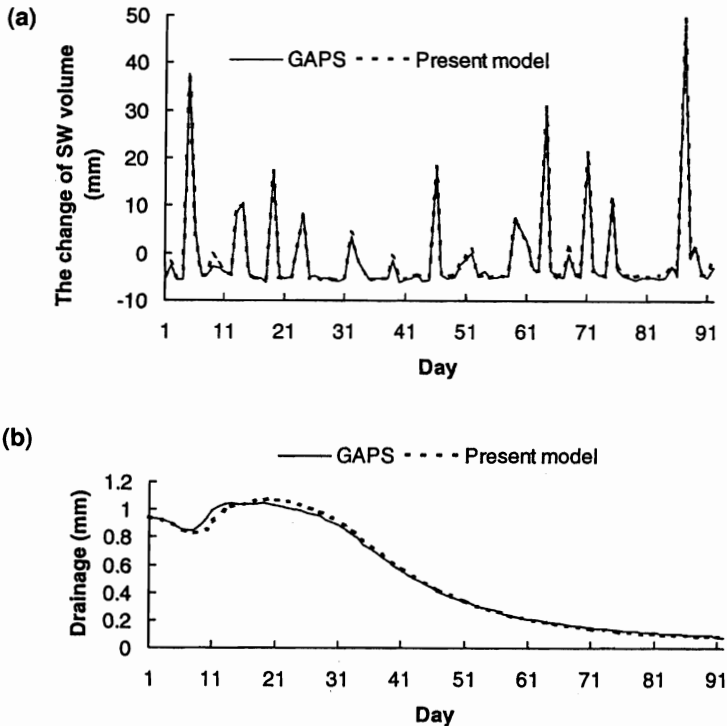 (a)
GAPS Present model
The change of SW volume
(mm)
50
40
30
20
10
0
-10
1 11 21 31 41 51 61 71 81 91
Day
(b)
GAPS Present model
Drainage (mm)
1.2
1
0.8
0.6
0.4
0.2
0
1 11 21 31 41 51 61 71 81 91
Day